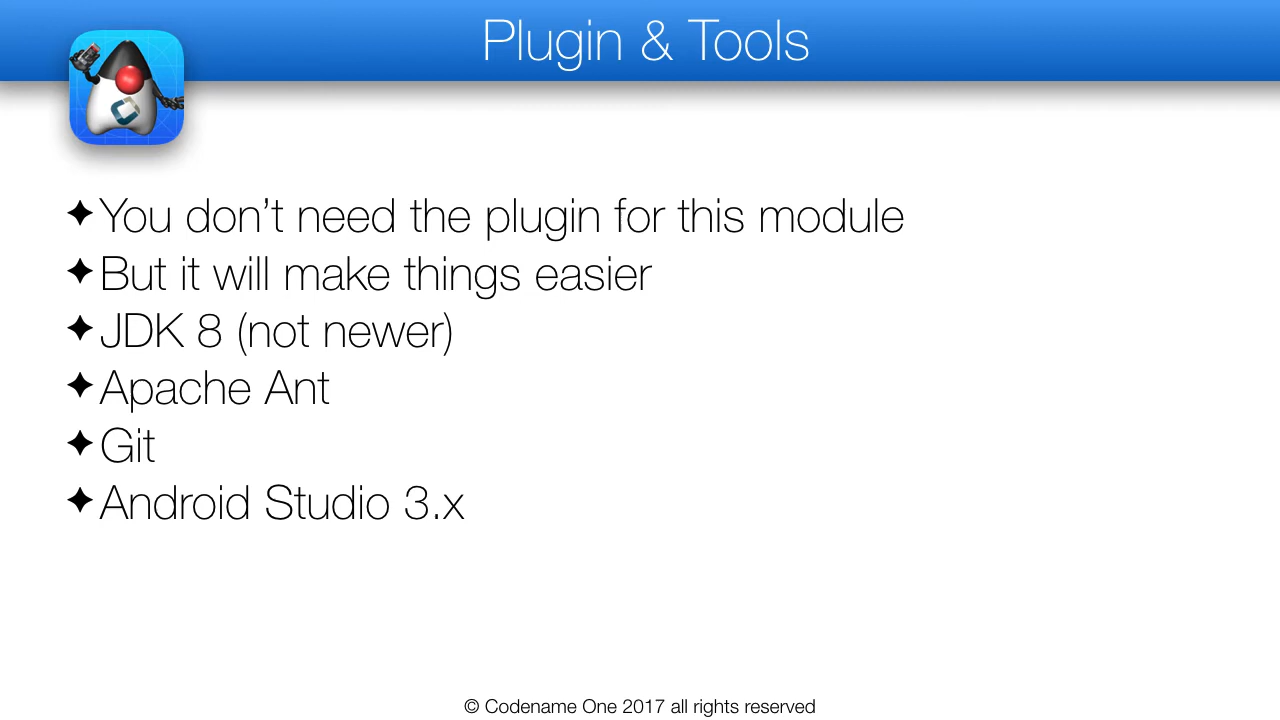 Plugin & Tools
✦You don’t need the plugin for this module
✦But it will make things easier
✦JDK 8 (not newer)
✦Apache Ant
✦Git
✦Android Studio 3.x
© Codename One 2017 all rights reserved